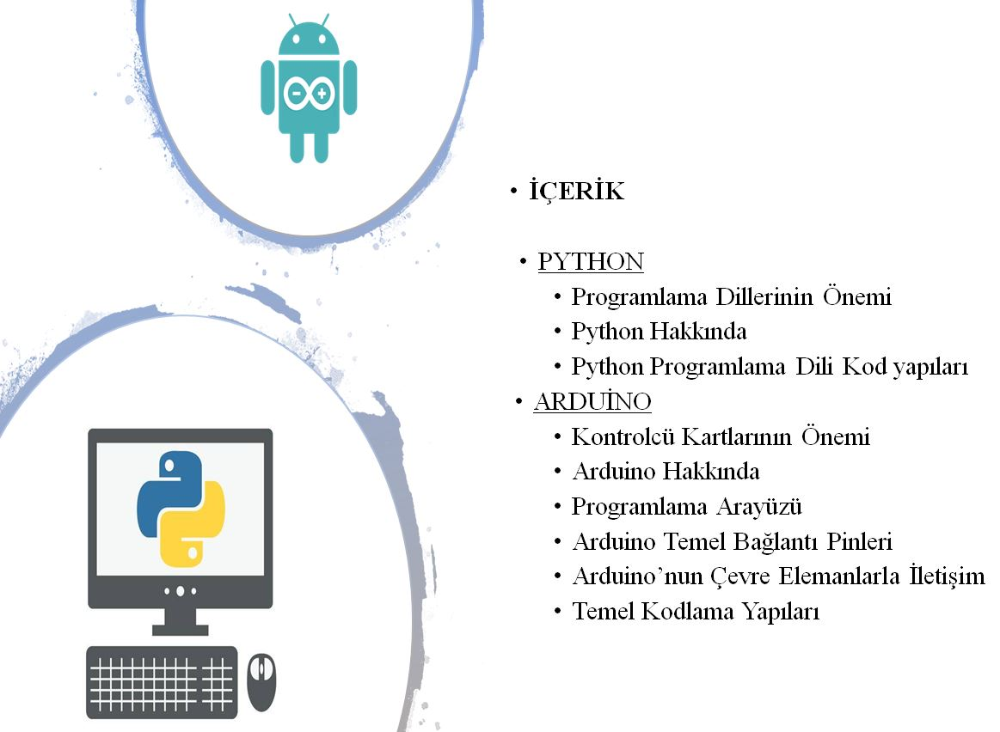 • İÇERİK
• PYTHON
• Programlama Dillerinin Önemi
• Python Hakkında
• Python Programlama Dili Kod yapıları
• ARDUİNO
• Kontrolcü Kartlarının Önemi
• Arduino Hakkında
• Programlama Arayüzü
• Arduino Temel Bağlantı Pinleri
• Arduino’nun Çevre Elemanlarla İletişim
• Temel Kodlama Yapıları